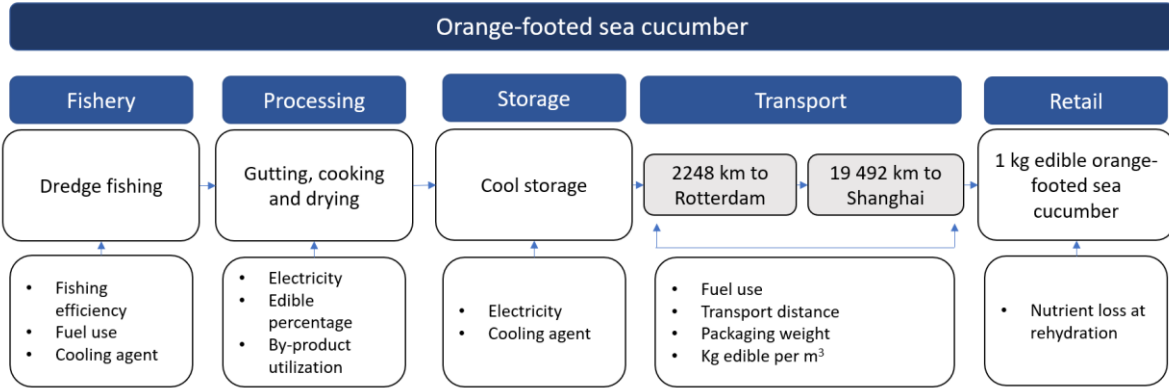 Orange-footed sea cucumber
Fishery
Processing
Storage
Transport
Retail
Dredge fishing
Gutting, cooking
and drying
Cool storage
2248 km to
Rotterdam
19 492 km to
Shanghai
1 kg edible orange-
footed sea
cucumber
• Fishing
efficiency
• Fuel use
• Cooling agent
• Electricity
• Edible
percentage
• By-product
utilization
• Electricity
• Cooling agent
• Fuel use
• Transport distance
• Packaging weight
• Kg edible per m³
• Nutrient loss at
rehydration